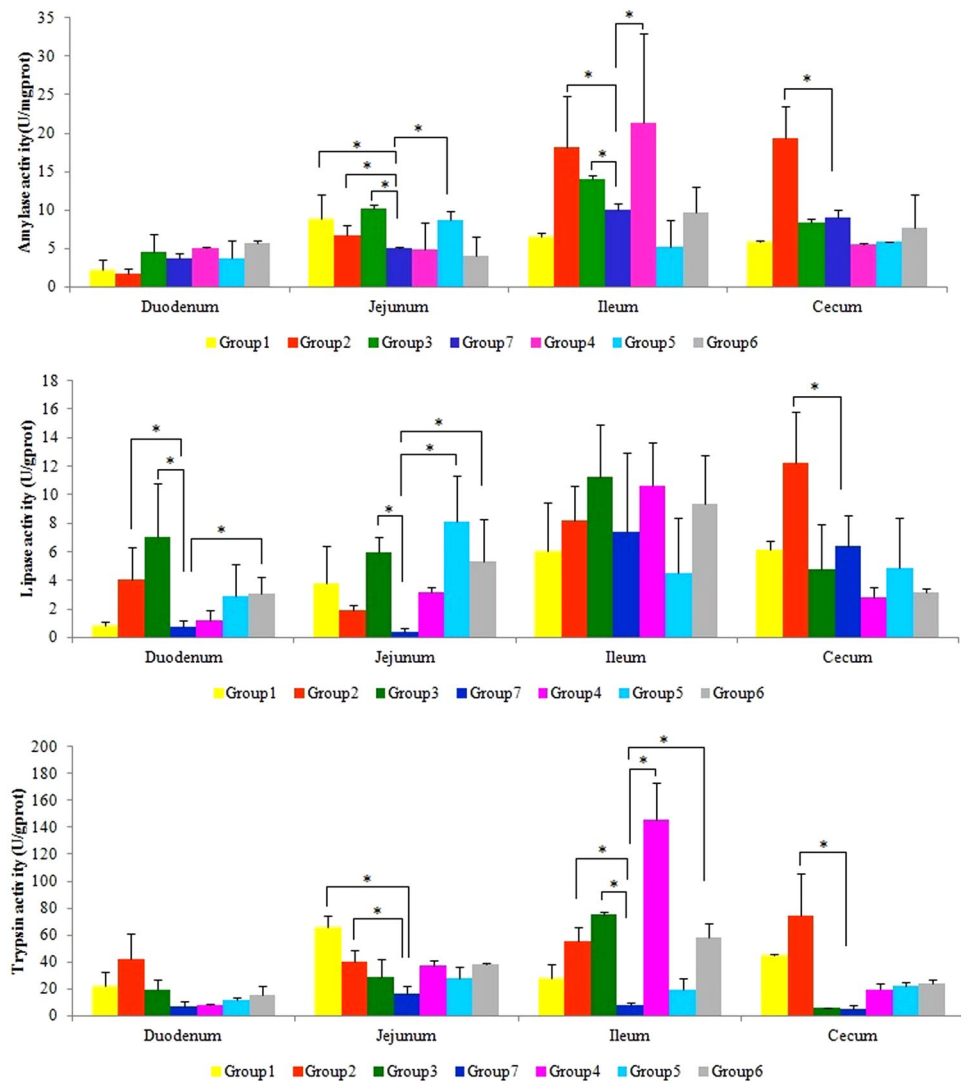 Amylase activity(U/mgprot)
35
30
25
20
15
10
5
0
* * * * * * * *
Duodenum Jejunum Ileum Cecum
Group1 Group2 Group3 Group7 Group4 Group5 Group6
Lipase activity (U/gprot)
18
16
14
12
10
8
6
4
2
0
* * * * * * *
Duodenum Jejunum Ileum Cecum
Group1 Group2 Group3 Group7 Group4 Group5 Group6
Trypsin activity (U/gprot)
200
180
160
140
120
100
80
60
40
20
0
* * * * * * *
Duodenum Jejunum Ileum Cecum
Group1 Group2 Group3 Group7 Group4 Group5 Group6